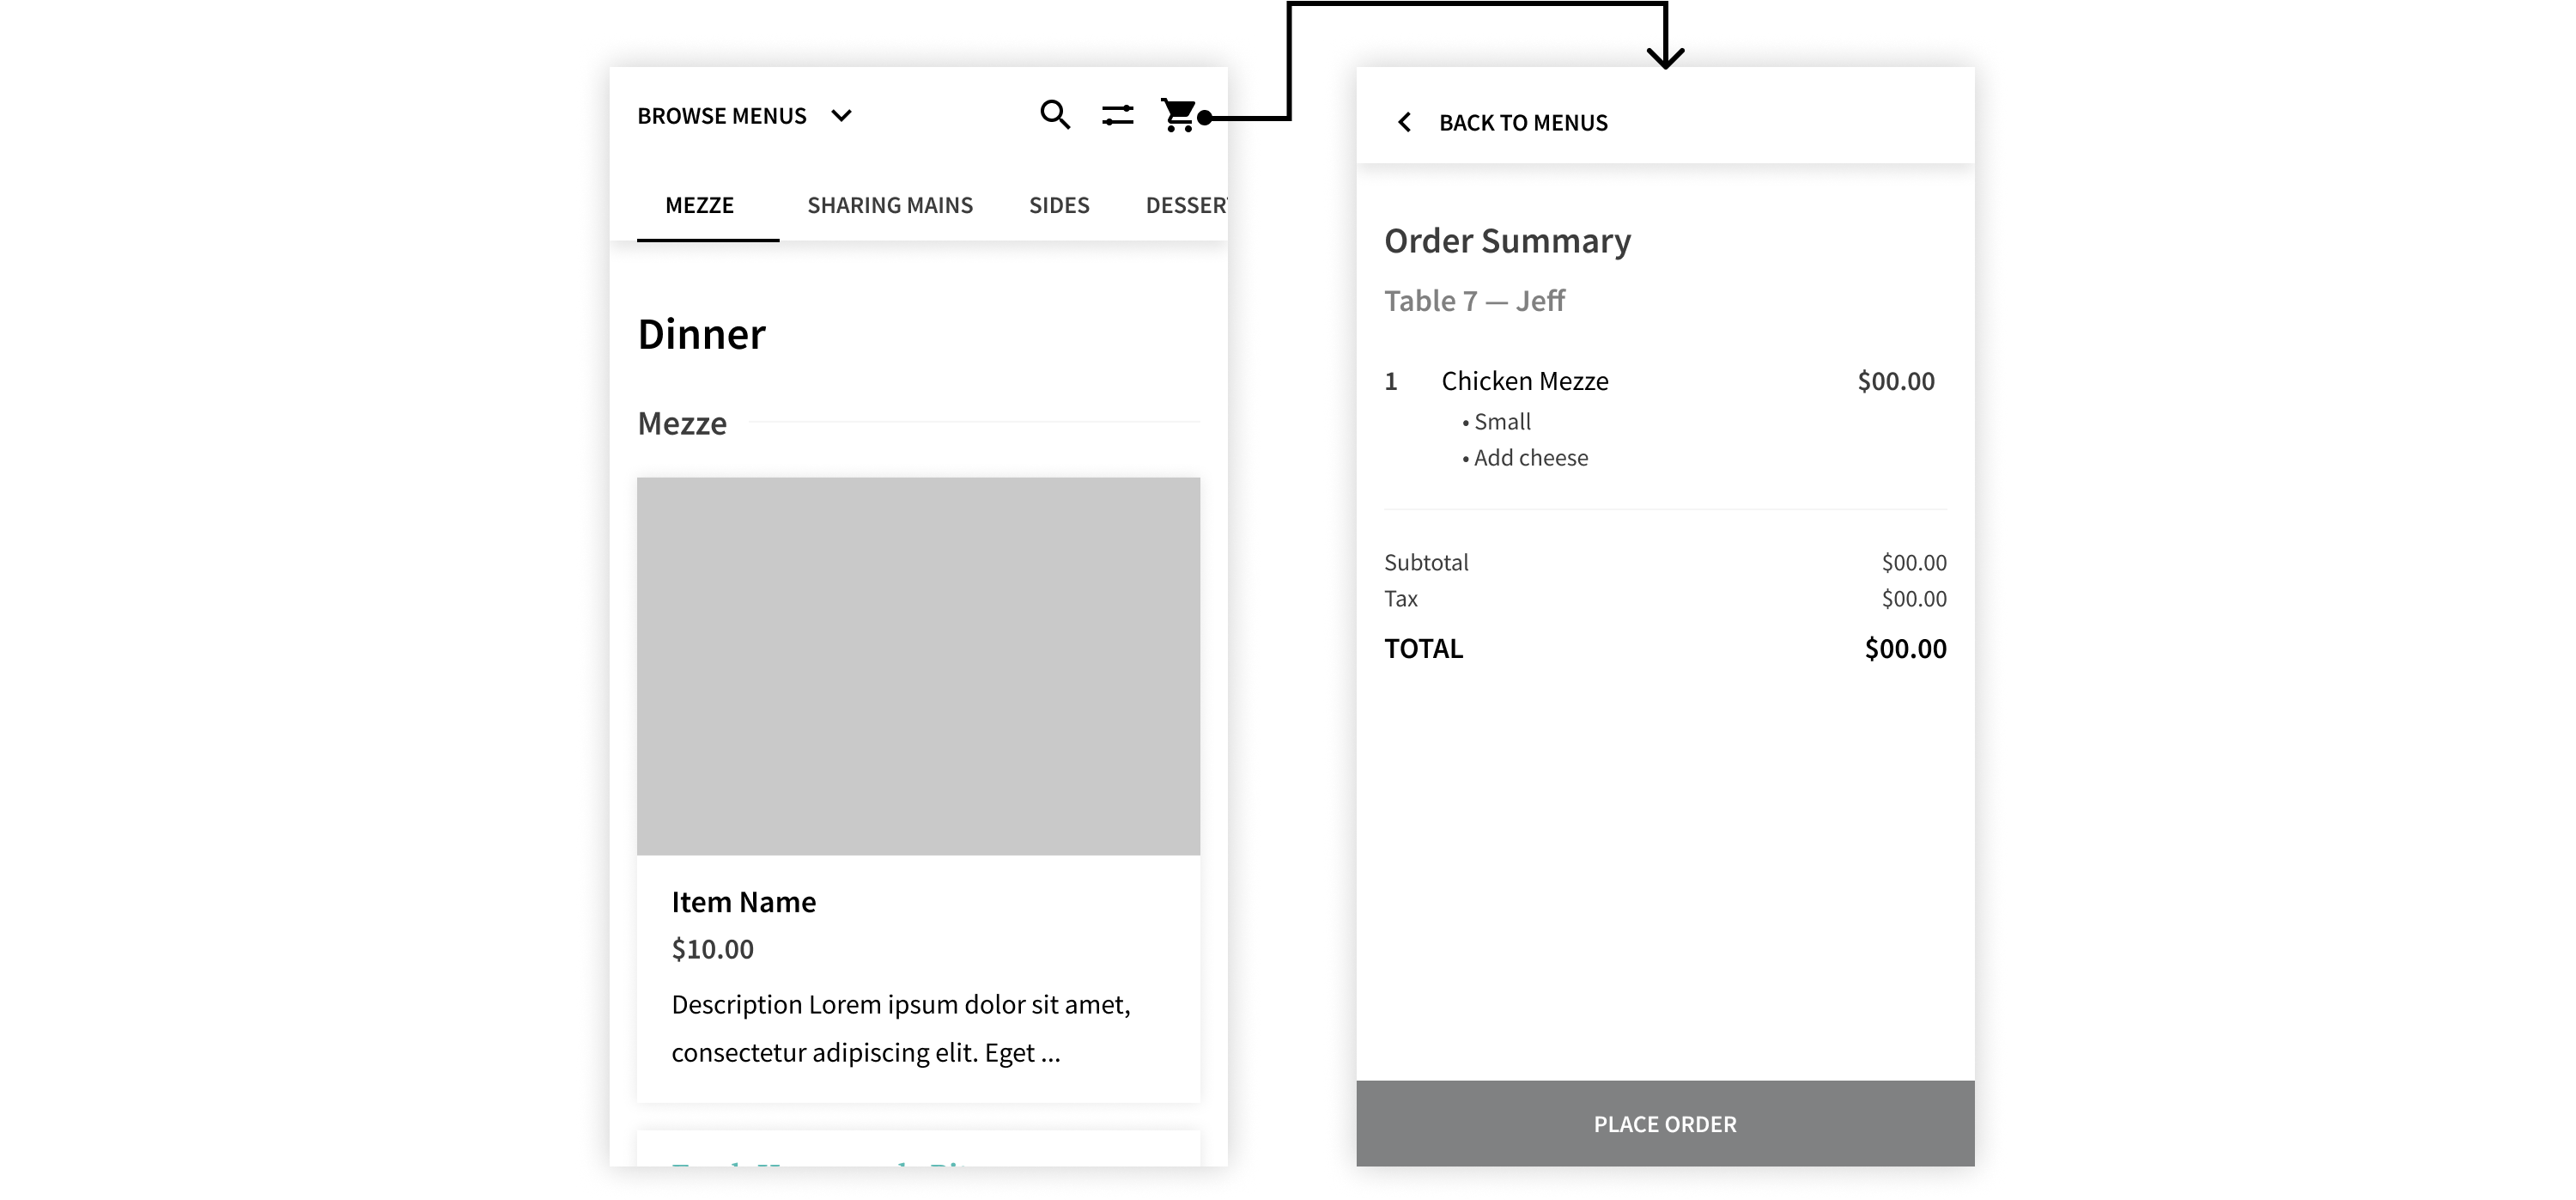 BROWSE MENUS
MEZZE SHARING MAINS SIDES DESSERT
Dinner
Mezze
Item Name
$10.00
Description Lorem ipsum dolor sit amet,
consectetur adipiscing elit. Eget ...
BACK TO MENUS
Order Summary
Table 7 — Jeff
1 Chicken Mezze $00.00
• Small
• Add cheese
Subtotal $00.00
Tax $00.00
TOTAL $00.00
PLACE ORDER